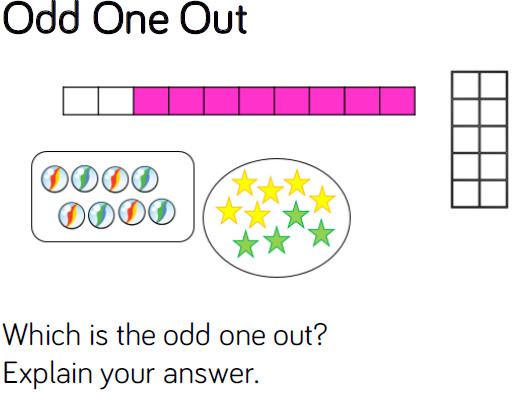 Odd One Out
Which is the odd one out?
Explain your answer.